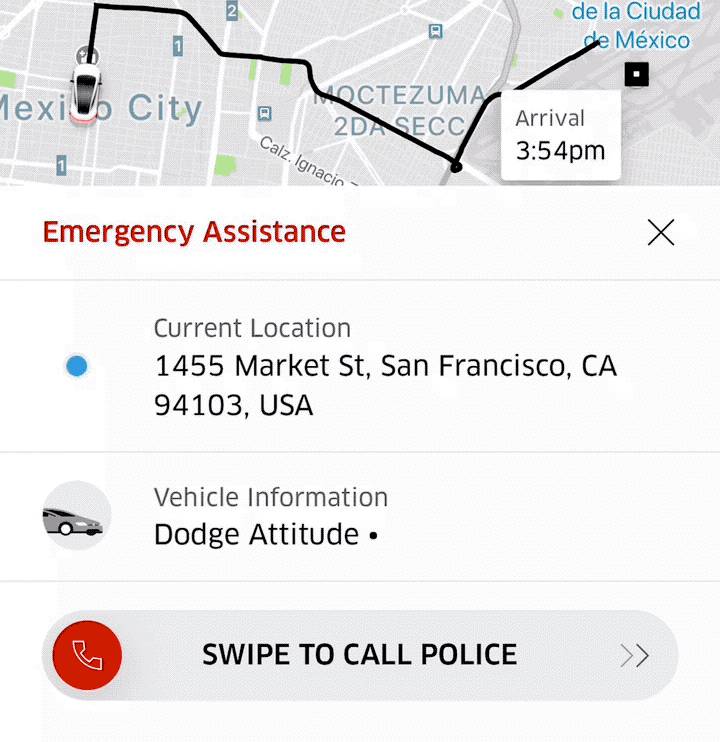 de la Ciudad
de México
2
1
MOCTEZUMA
2DA SECC
Mexico City
Calz. Ignacio
1
Arrival
3:54pm
Emergency Assistance
Current Location
1455 Market St, San Francisco, CA
94103, USA
Vehicle Information
Dodge Attitude •
SWIPE TO CALL POLICE